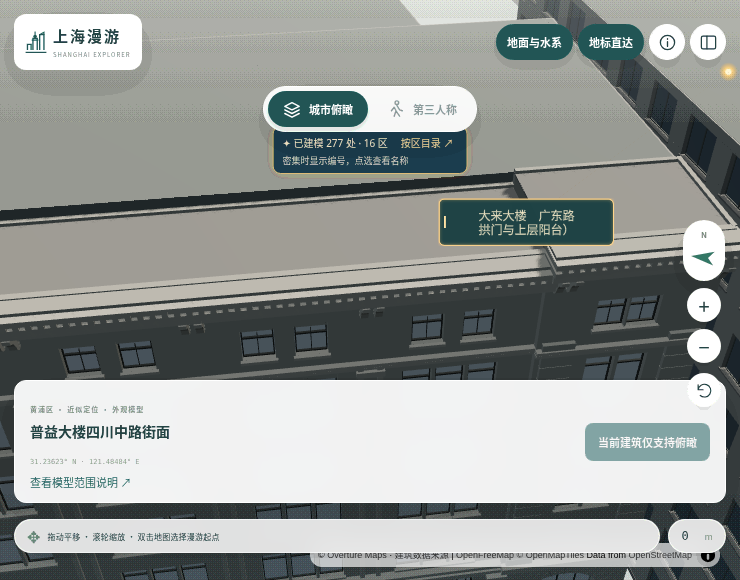 上海漫游
SHANGHAI EXPLORER
地面与水系
地标直达
城市俯瞰
第三人称
✦ 已建模 277 处 · 16 区 按区目录 ↗
密集时显示编号，点选查看名称
大来大楼 广东路
拱门与上层阳台）
N
+
−
黄浦区 · 近似定位 · 外观模型
普益大楼四川中路街面
当前建筑仅支持俯瞰
31.23623° N · 121.48484° E
查看模型范围说明 ↗
拖动平移 · 滚轮缩放 · 双击地图选择漫游起点
0 m
© Overture Maps · 建筑数据来源 | OpenFreeMap © OpenMapTiles Data from OpenStreetMap